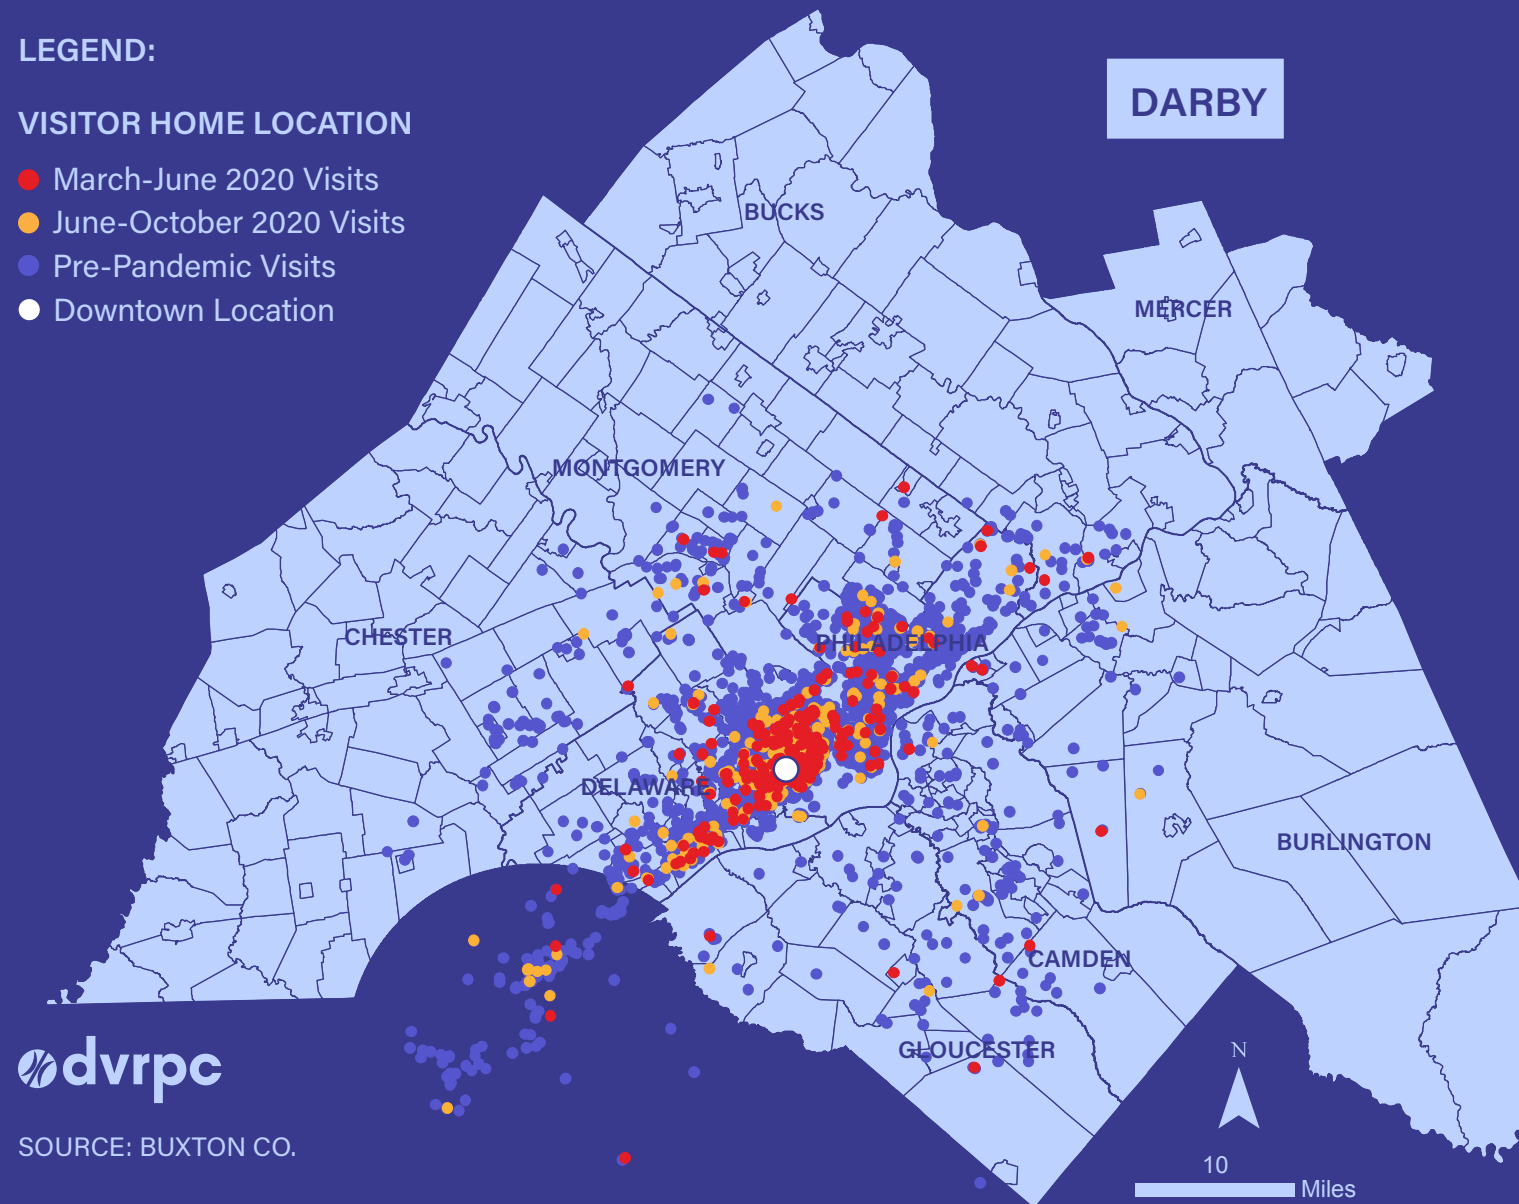 LEGEND:
VISITOR HOME LOCATION
March-June 2020 Visits
June-October 2020 Visits
Pre-Pandemic Visits
Downtown Location
DARBY
BUCKS
MERCER
MONTGOMERY
CHESTER
PHILADELPHIA
DELAWARE
BURLINGTON
CAMDEN
GLOUCESTER
dvrpc
SOURCE: BUXTON CO.
N
10
Miles